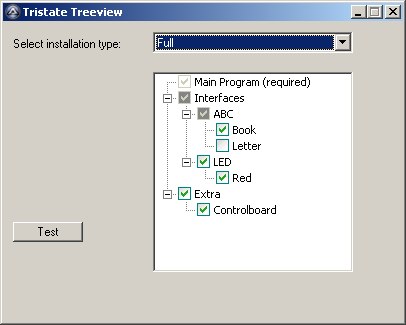 Tristate Treeview
Select installation type: Full
Main Program (required)
Interfaces
ABC
Book
Letter
LED
Red
Extra
Controlboard
Test